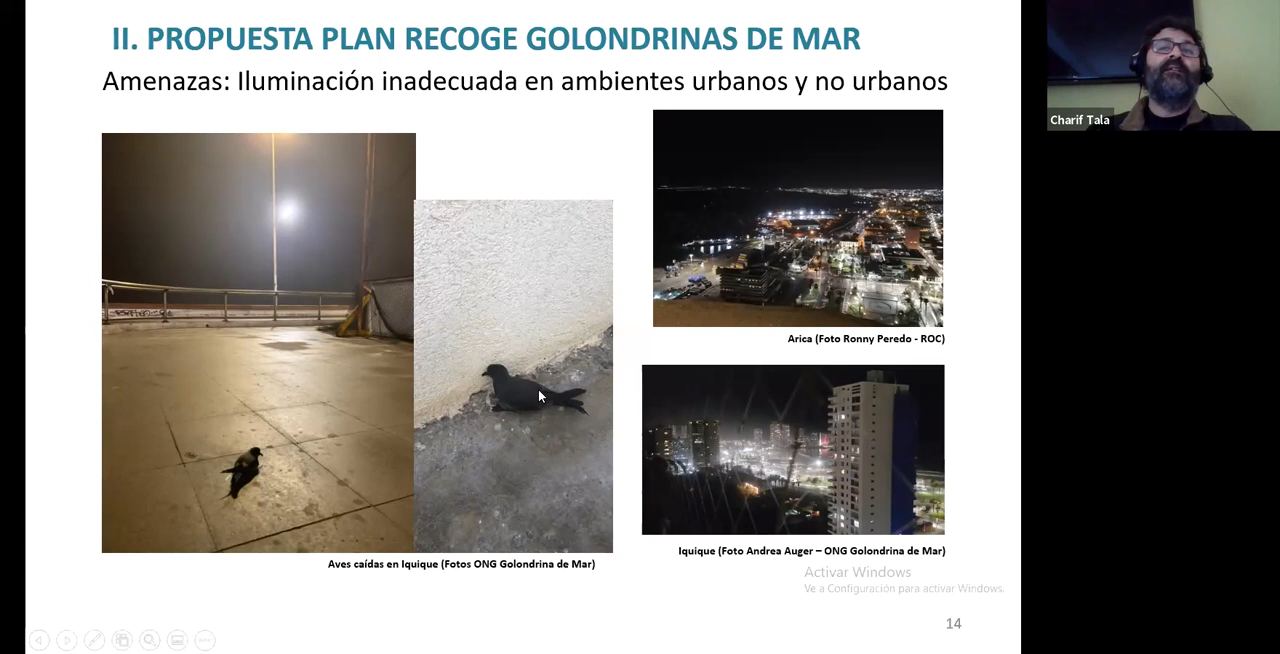 II. PROPUESTA PLAN RECOGE GOLONDRINAS DE MAR
Amenazas: Iluminación inadecuada en ambientes urbanos y no urbanos
Charif Tala
Arica (Foto Ronny Peredo - ROC)
Iquique (Foto Andrea Auger – ONG Golondrina de Mar)
Aves caídas en Iquique (Fotos ONG Golondrina de Mar)
Activar Windows
Ve a Configuración para activar Windows.
14